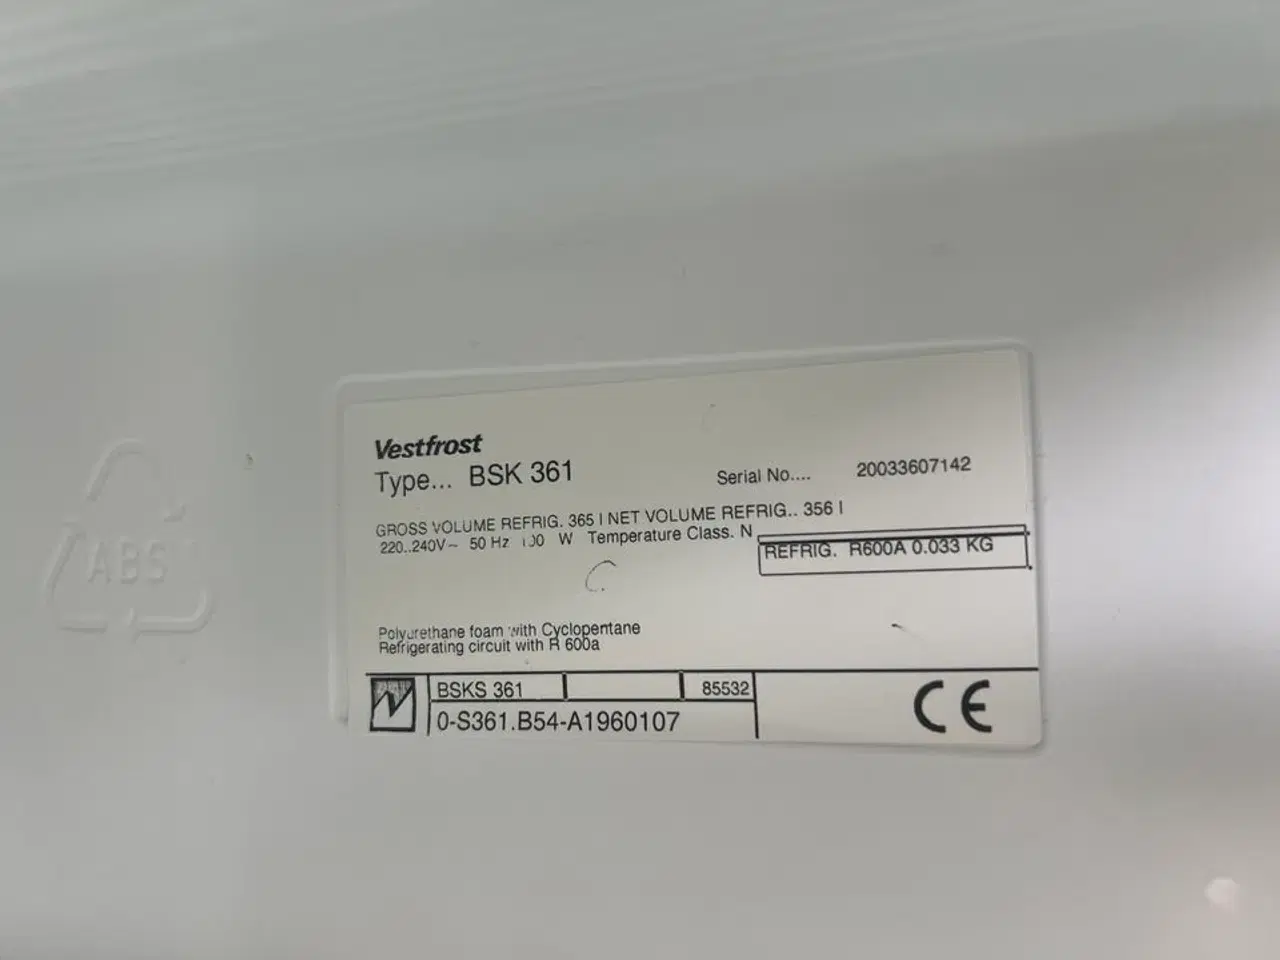 Vestfrost
Type... BSK 361
Serial No.... 20033607142
GROSS VOLUME REFRIG. 365 l NET VOLUME REFRIG.. 356 l
220..240V~ 50 Hz 100 W Temperature Class. N
REFRIG. R600A 0.033 KG
Polyurethane foam with Cyclopentane
Refrigerating circuit with R 600a
BSKS 361 85532
0-S361.B54-A1960107
CE
ABS